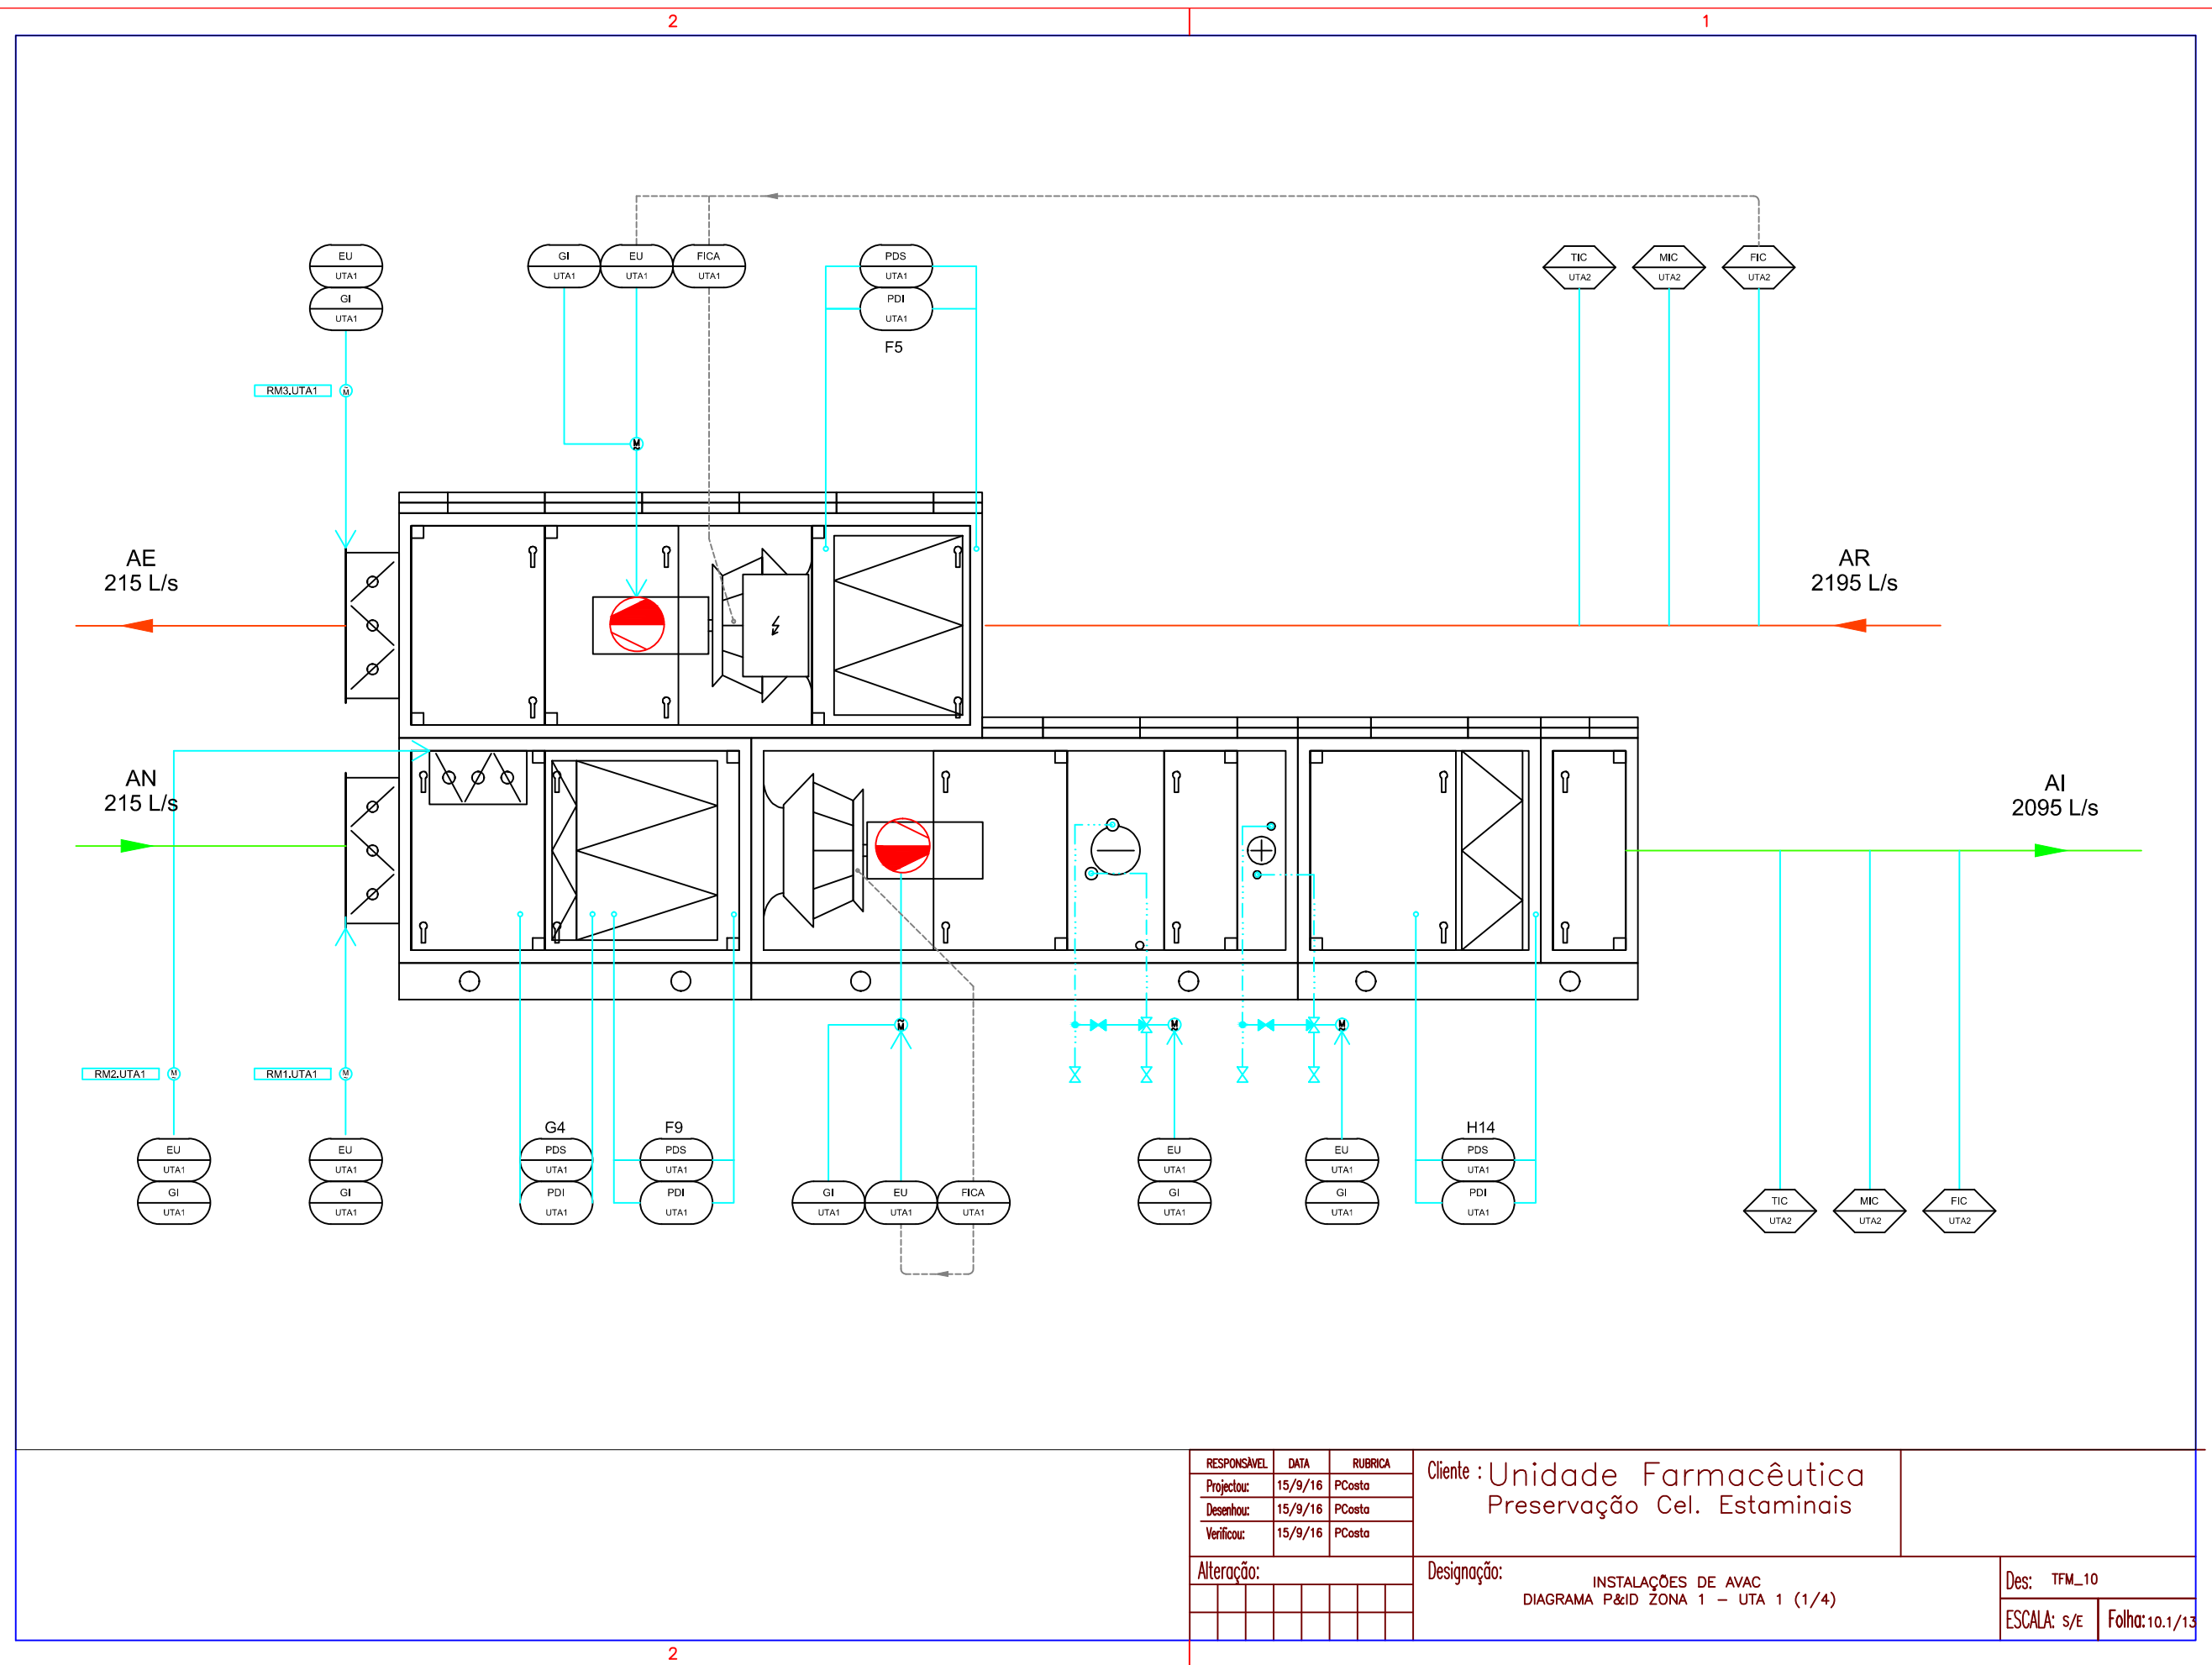 2
1
EU
UTA1
GI
UTA1
GI
UTA1
EU
UTA1
FICA
UTA1
PDS
UTA1
PDI
UTA1
F5
TIC
UTA2
MIC
UTA2
FIC
UTA2
RM3.UTA1
M
M
AE
215 L/s
AR
2195 L/s
AN
215 L/s
AI
2095 L/s
M
M
M
RM2.UTA1
M
RM1.UTA1
M
EU
UTA1
GI
UTA1
EU
UTA1
GI
UTA1
G4
PDS
UTA1
PDI
UTA1
F9
PDS
UTA1
PDI
UTA1
GI
UTA1
EU
UTA1
FICA
UTA1
EU
UTA1
GI
UTA1
EU
UTA1
GI
UTA1
H14
PDS
UTA1
PDI
UTA1
TIC
UTA2
MIC
UTA2
FIC
UTA2
RESPONSÀVEL DATA RUBRICA
Projectou: 15/9/16 PCosta
Desenhou: 15/9/16 PCosta
Verificou: 15/9/16 PCosta
Alteração:
Cliente : Unidade Farmacêutica
Preservação Cel. Estaminais
Designação:
INSTALAÇÕES DE AVAC
DIAGRAMA P&ID ZONA 1 – UTA 1 (1/4)
Des: TFM_10
ESCALA: S/E Folha: 10.1/13
2